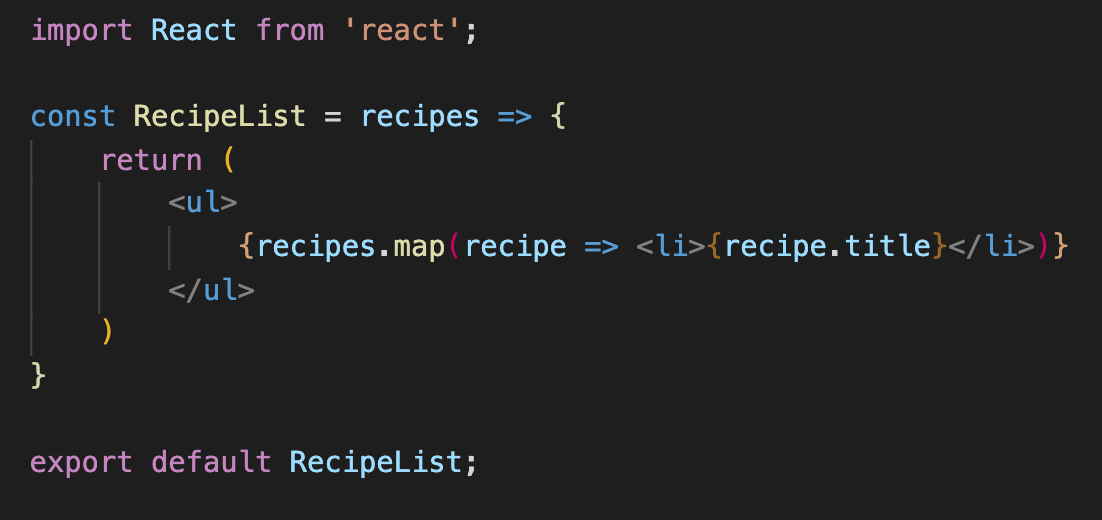 import React from 'react';
const RecipeList = recipes => {
return (
<ul>
{recipes.map(recipe => <li>{recipe.title}</li>)}
</ul>
)
}
export default RecipeList;